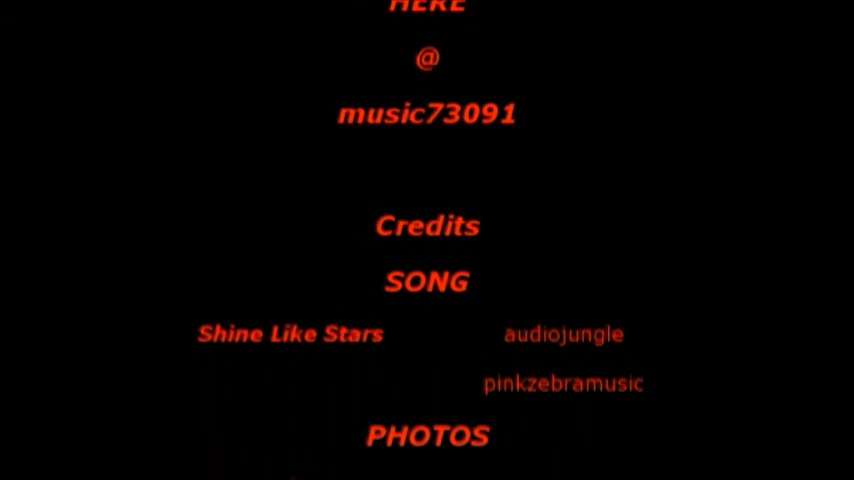 HERE
@
music73091
Credits
SONG
Shine Like Stars audiojungle
pinkzebramusic
PHOTOS